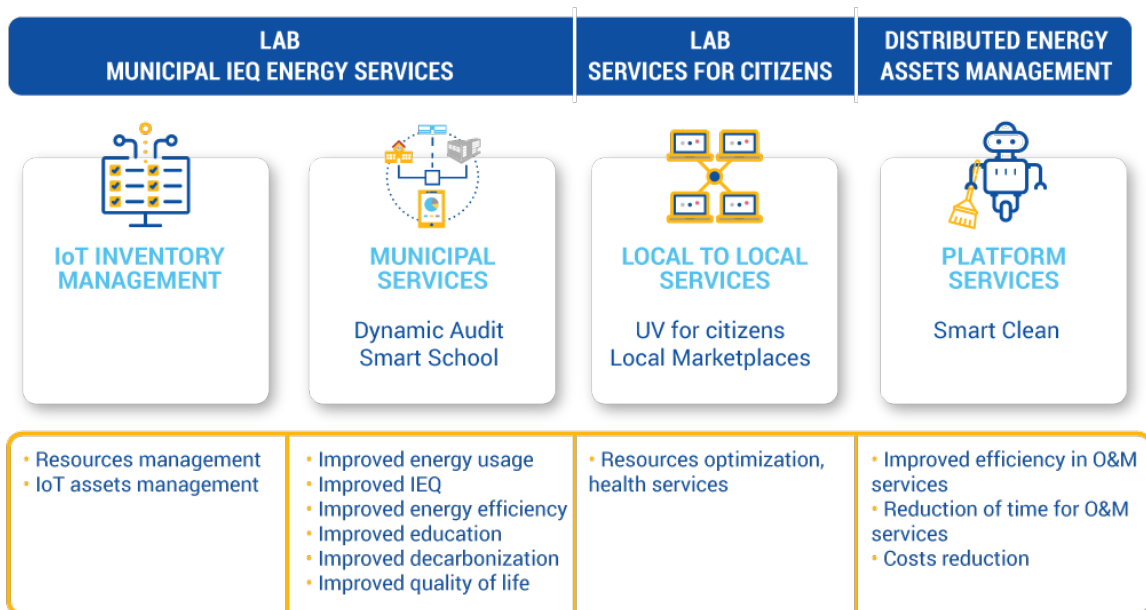 LAB
MUNICIPAL IEQ ENERGY SERVICES
LAB
SERVICES FOR CITIZENS
DISTRIBUTED ENERGY
ASSETS MANAGEMENT
IoT INVENTORY
MANAGEMENT
MUNICIPAL
SERVICES
Dynamic Audit
Smart School
LOCAL TO LOCAL
SERVICES
UV for citizens
Local Marketplaces
PLATFORM
SERVICES
Smart Clean
• Resources management
• IoT assets management
• Improved energy usage
• Improved IEQ
• Improved energy efficiency
• Improved education
• Improved decarbonization
• Improved quality of life
• Resources optimization,
health services
• Improved efficiency in O&M
services
• Reduction of time for O&M
services
• Costs reduction